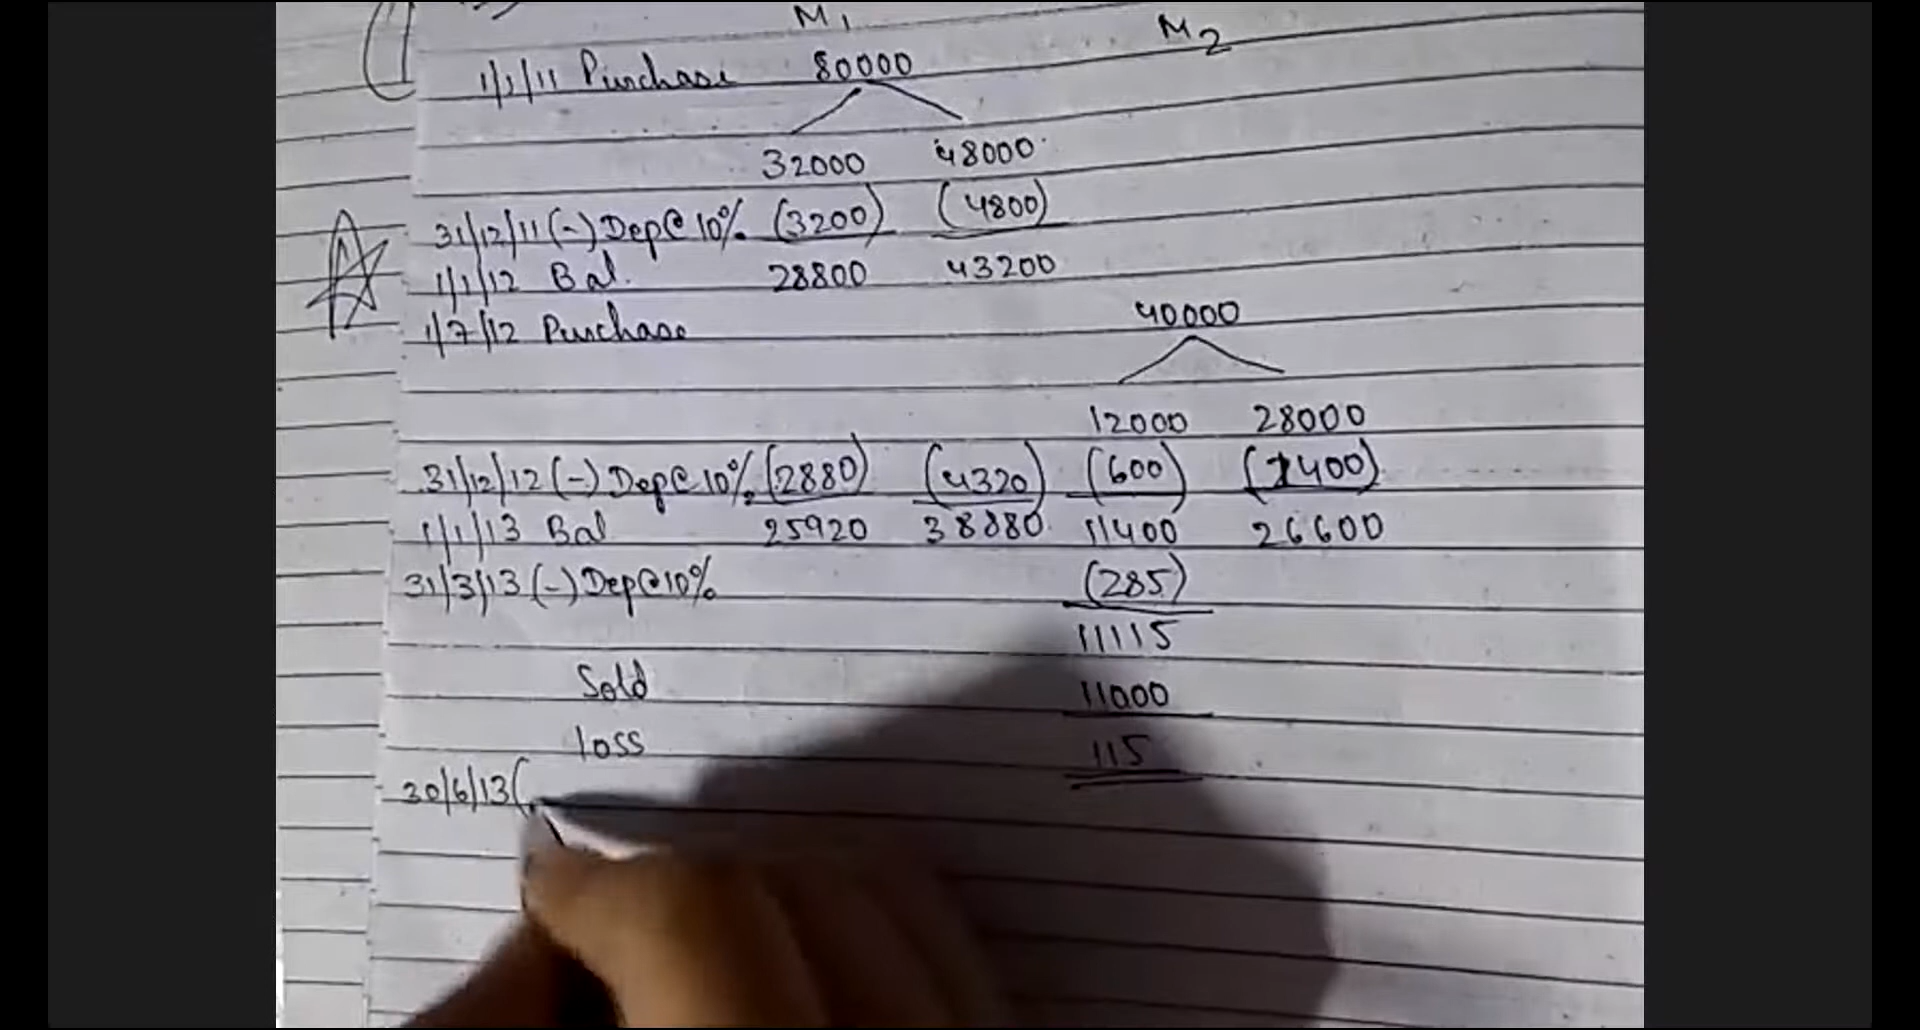 M1 M2
1/1/11 Purchase 80000
32000 48000
31/12/11 (-) Dep@10% (3200) (4800)
1/1/12 Bal. 28800 43200
1/7/12 Purchase 40000
12000 28000
31/12/12 (-) Dep@10% (2880) (4320) (600) (1400)
1/1/13 Bal 25920 38880 11400 26600
31/3/13 (-) Dep@10% (285)
11115
Sold 11000
loss 115
30/6/13 (